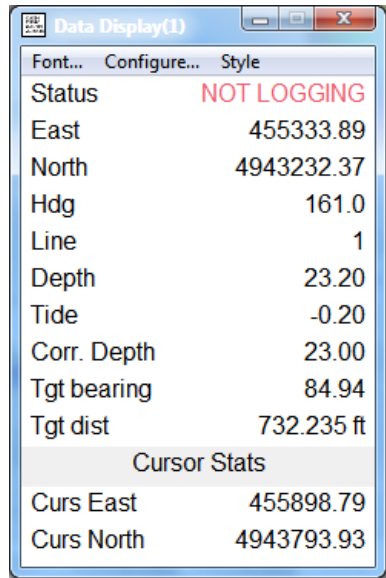 Data Display(1)
Font... Configure... Style
Status NOT LOGGING
East 455333.89
North 4943232.37
Hdg 161.0
Line 1
Depth 23.20
Tide -0.20
Corr. Depth 23.00
Tgt bearing 84.94
Tgt dist 732.235 ft
Cursor Stats
Curs East 455898.79
Curs North 4943793.93